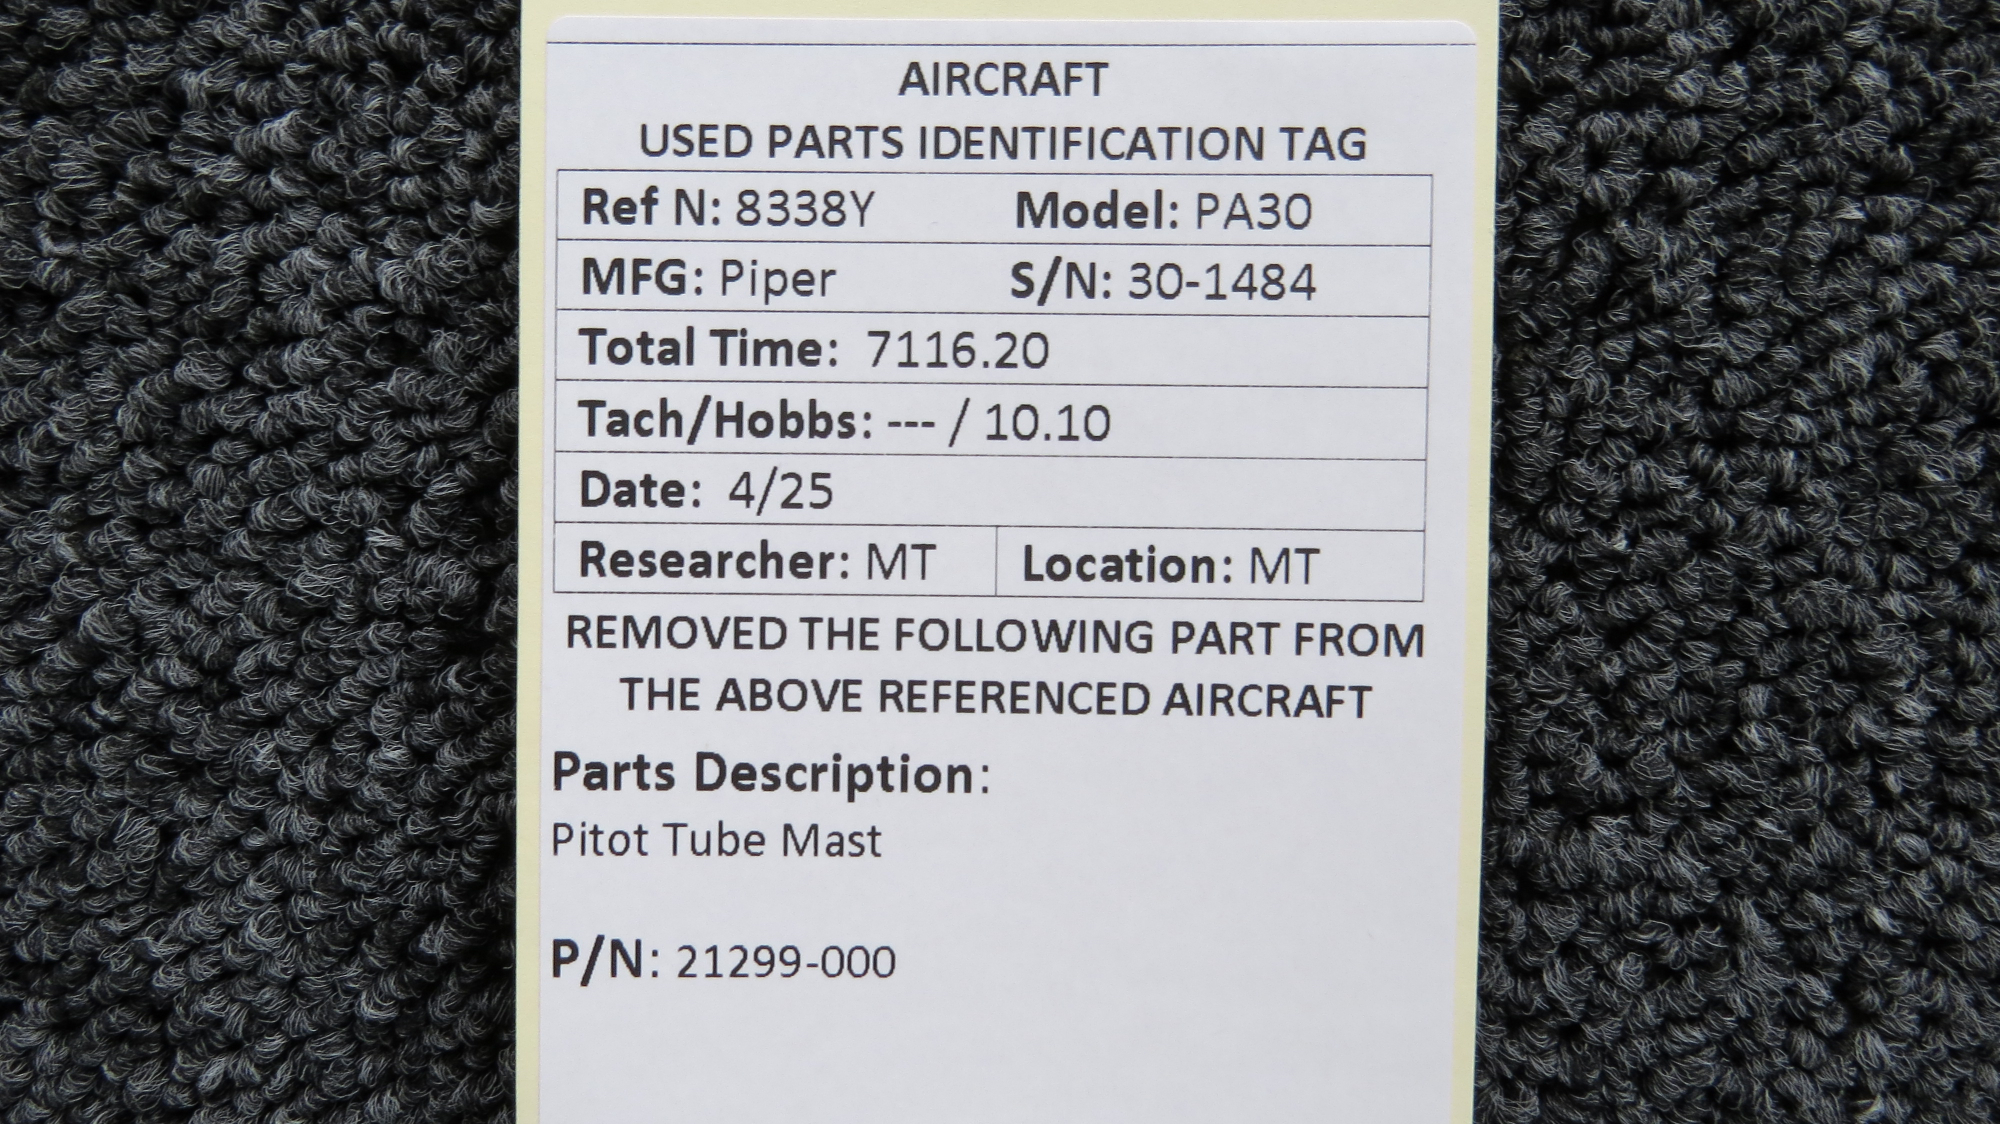 AIRCRAFT
USED PARTS IDENTIFICATION TAG
Ref N: 8338Y Model: PA30
MFG: Piper S/N: 30-1484
Total Time: 7116.20
Tach/Hobbs: --- / 10.10
Date: 4/25
Researcher: MT Location: MT
REMOVED THE FOLLOWING PART FROM
THE ABOVE REFERENCED AIRCRAFT
Parts Description:
Pitot Tube Mast
P/N: 21299-000